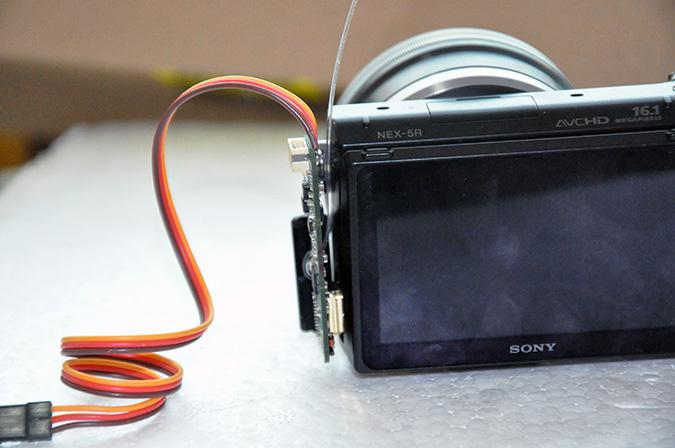 NEX-5R
AVCHD
16.1
MEGAPIXELS
SONY